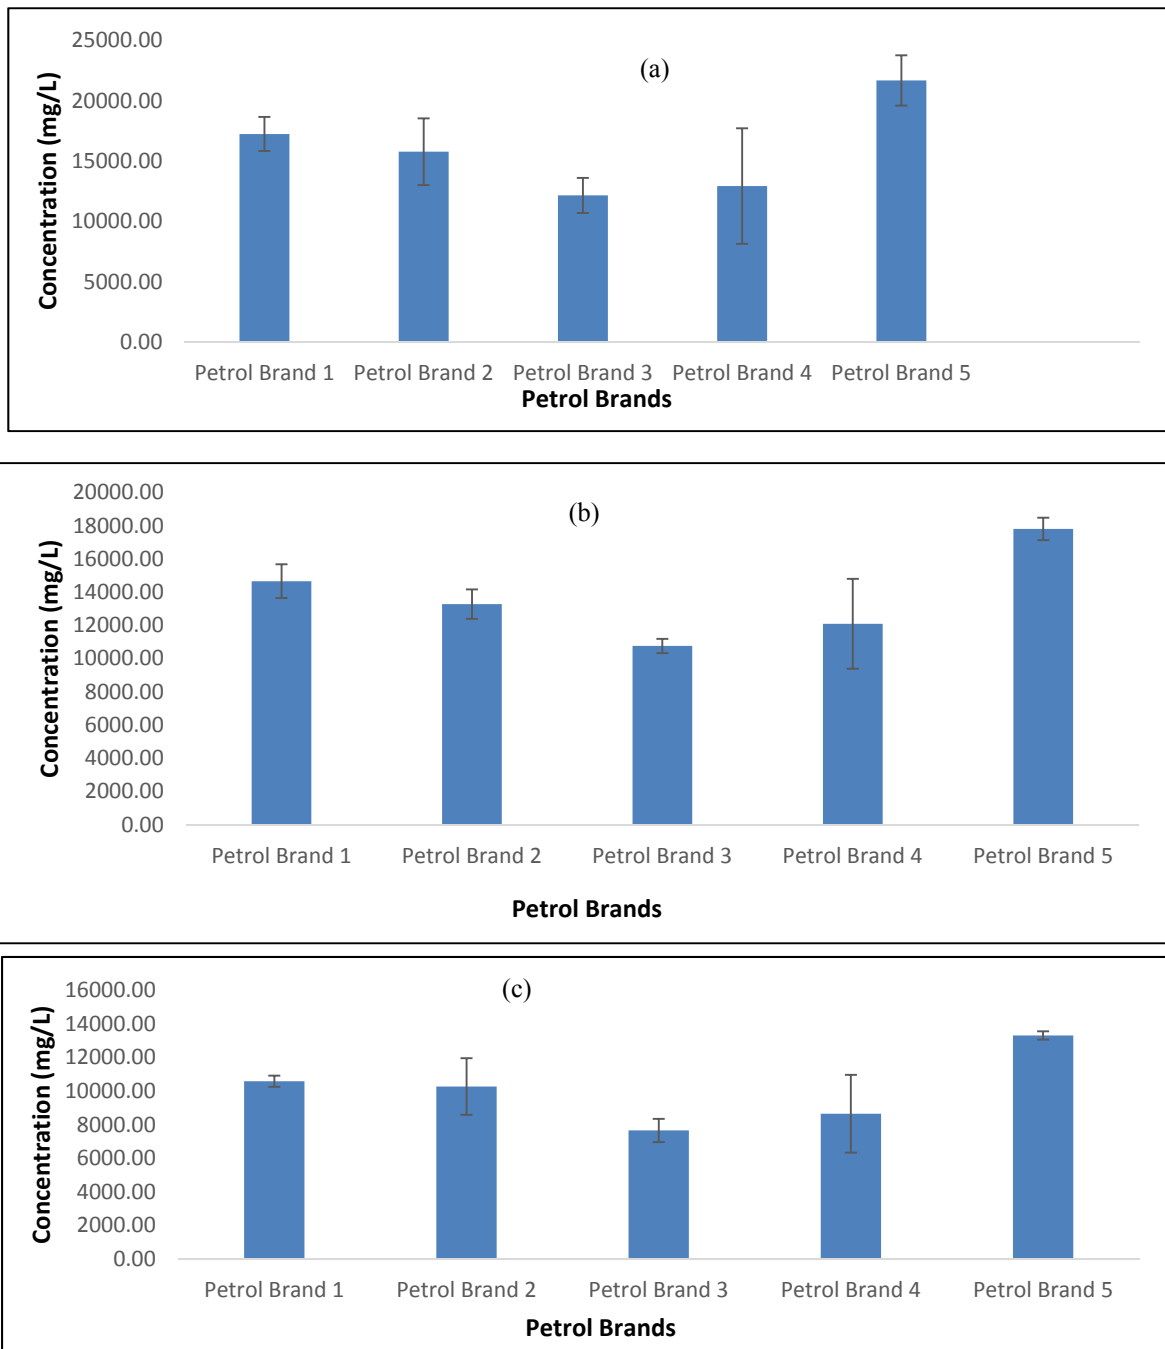 (a)
Concentration (mg/L)
25000.00
20000.00
15000.00
10000.00
5000.00
0.00
Petrol Brand 1 Petrol Brand 2 Petrol Brand 3 Petrol Brand 4 Petrol Brand 5
Petrol Brands
(b)
Concentration (mg/L)
20000.00
18000.00
16000.00
14000.00
12000.00
10000.00
8000.00
6000.00
4000.00
2000.00
0.00
Petrol Brand 1 Petrol Brand 2 Petrol Brand 3 Petrol Brand 4 Petrol Brand 5
Petrol Brands
(c)
Concentration (mg/L)
16000.00
14000.00
12000.00
10000.00
8000.00
6000.00
4000.00
2000.00
0.00
Petrol Brand 1 Petrol Brand 2 Petrol Brand 3 Petrol Brand 4 Petrol Brand 5
Petrol Brands